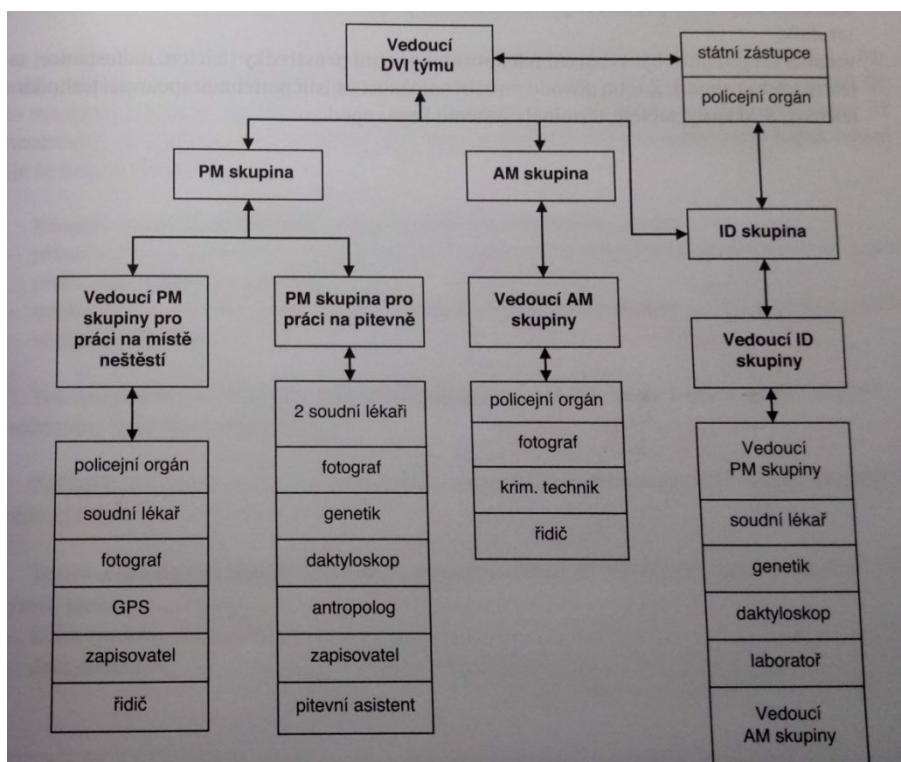 Vedoucí
DVI týmu
státní zástupce
policejní orgán
PM skupina
AM skupina
ID skupina
Vedoucí PM
skupiny pro
práci na místě
neštěstí
PM skupina pro
práci na pitevně
Vedoucí AM
skupiny
Vedoucí ID
skupiny
policejní orgán
soudní lékař
fotograf
GPS
zapisovatel
řidič
2 soudní lékaři
fotograf
genetik
daktyloskop
antropolog
zapisovatel
pitevní asistent
policejní orgán
fotograf
krim. technik
řidič
Vedoucí
PM skupiny
soudní lékař
genetik
daktyloskop
laboratoř
Vedoucí
AM skupiny